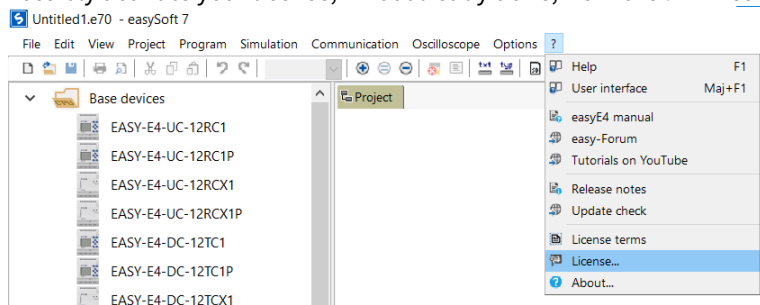 Untitled1.e70 - easySoft 7
File Edit View Project Program Simulation Communication Oscilloscope Options ?
Base devices
EASY-E4-UC-12RC1
EASY-E4-UC-12RC1P
EASY-E4-UC-12RCX1
EASY-E4-UC-12RCX1P
EASY-E4-DC-12TC1
EASY-E4-DC-12TC1P
EASY-E4-DC-12TCX1
Project
Help F1
User interface Maj+F1
easyE4 manual
easy-Forum
Tutorials on YouTube
Release notes
Update check
License terms
License...
About...